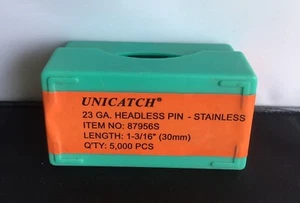 UNICATCH®
23 GA. HEADLESS PIN - STAINLESS
ITEM NO: 87956S
LENGTH: 1-3/16" (30mm)
Q'TY: 5,000 PCS